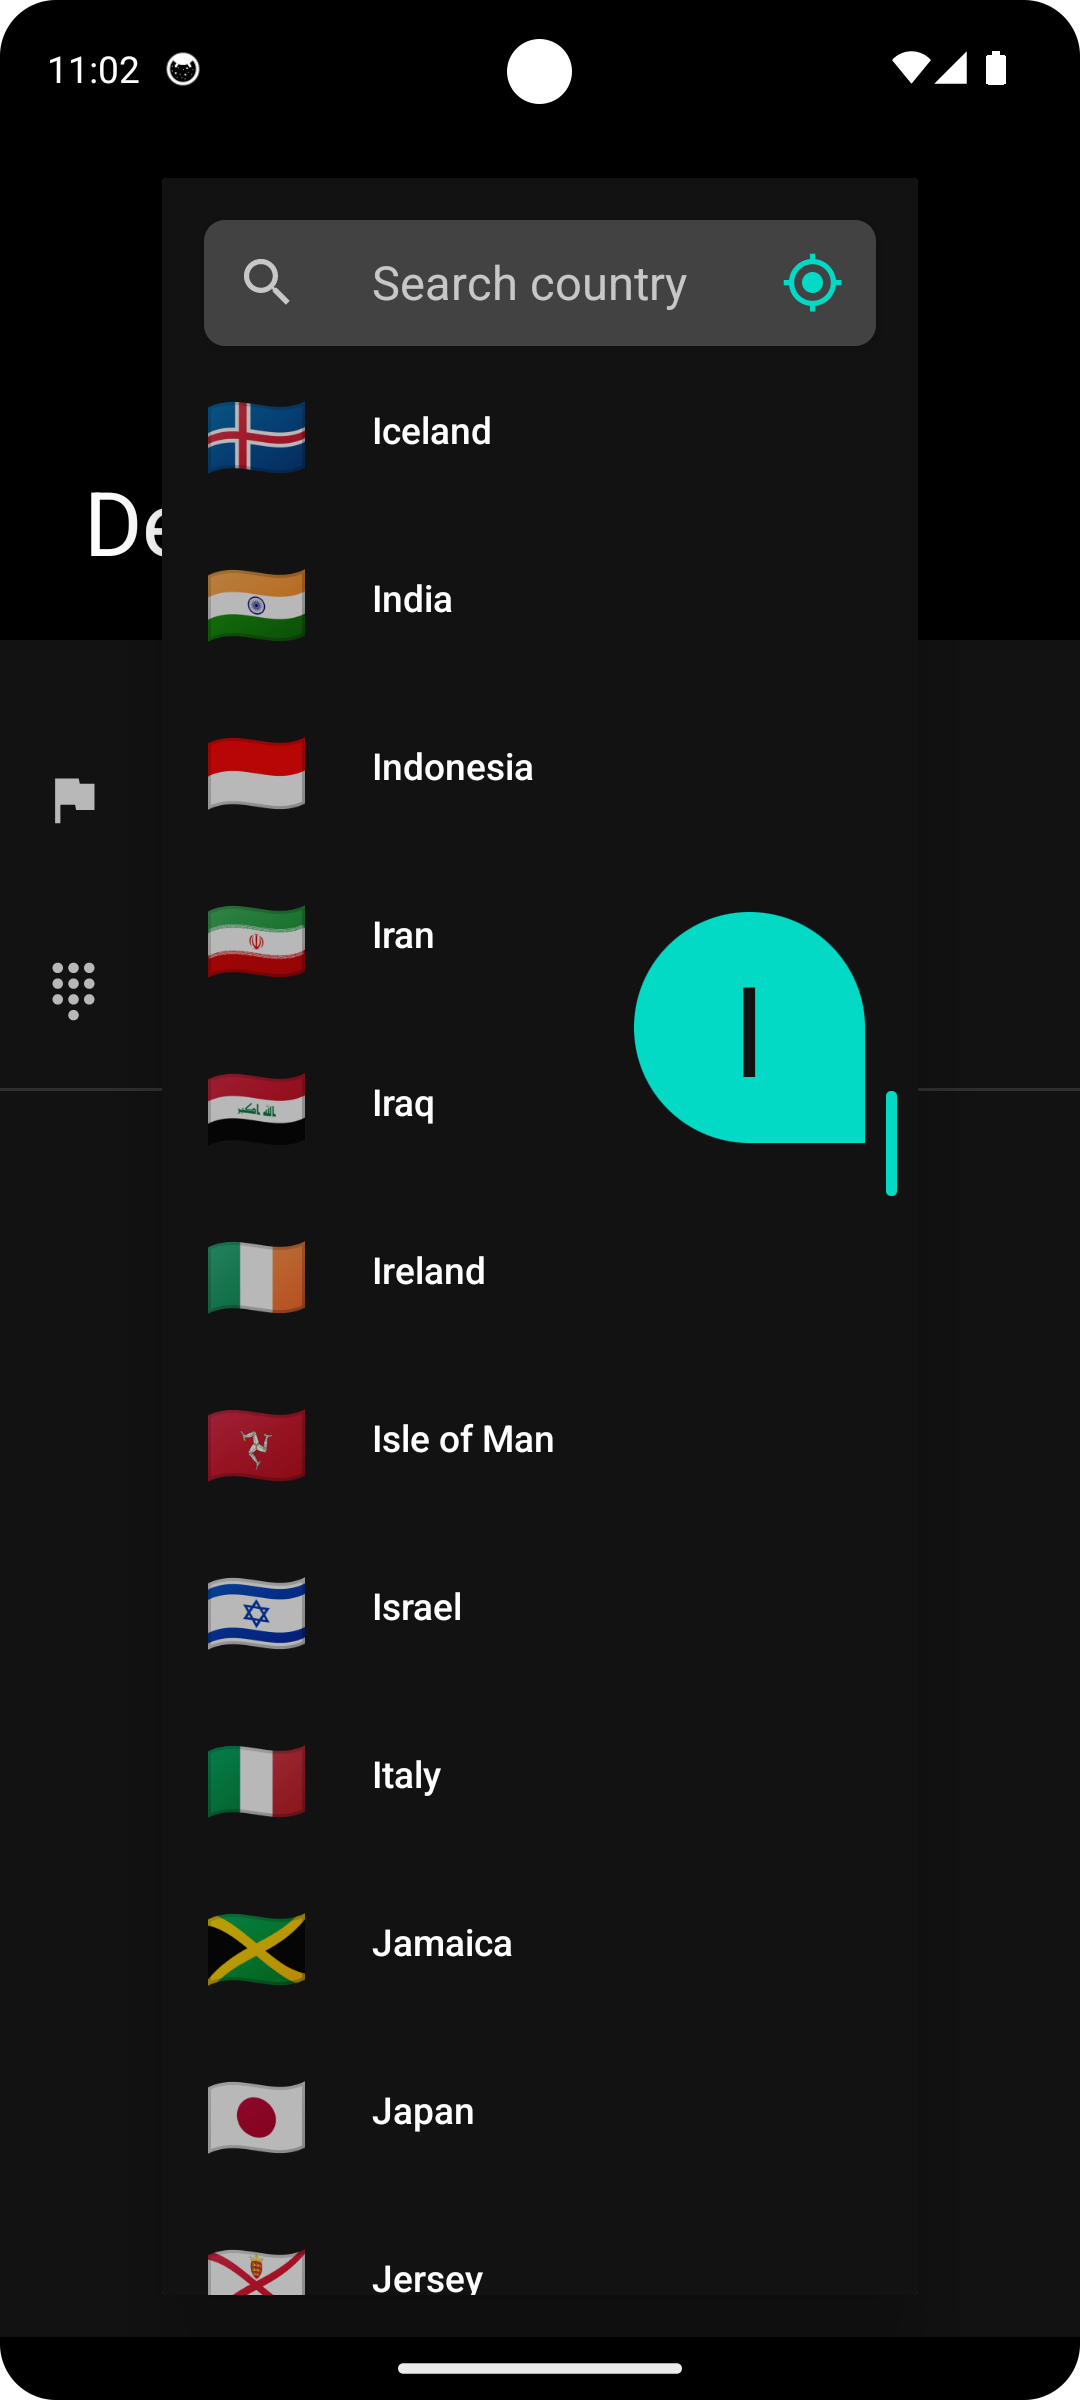 11:02
Search country
Iceland
De
India
Indonesia
Iran
I
Iraq
Ireland
Isle of Man
Israel
Italy
Jamaica
Japan
Jersey